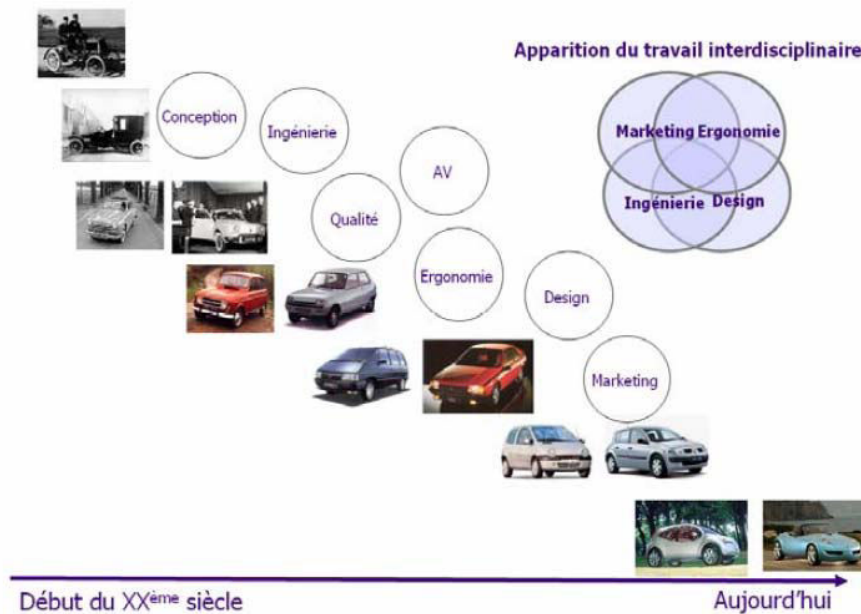 Apparition du travail interdisciplinaire
Conception
Ingénierie
Marketing Ergonomie
Ingénierie Design
AV
Qualité
Ergonomie
Design
Marketing
Début du XXème siècle
Aujourd'hui